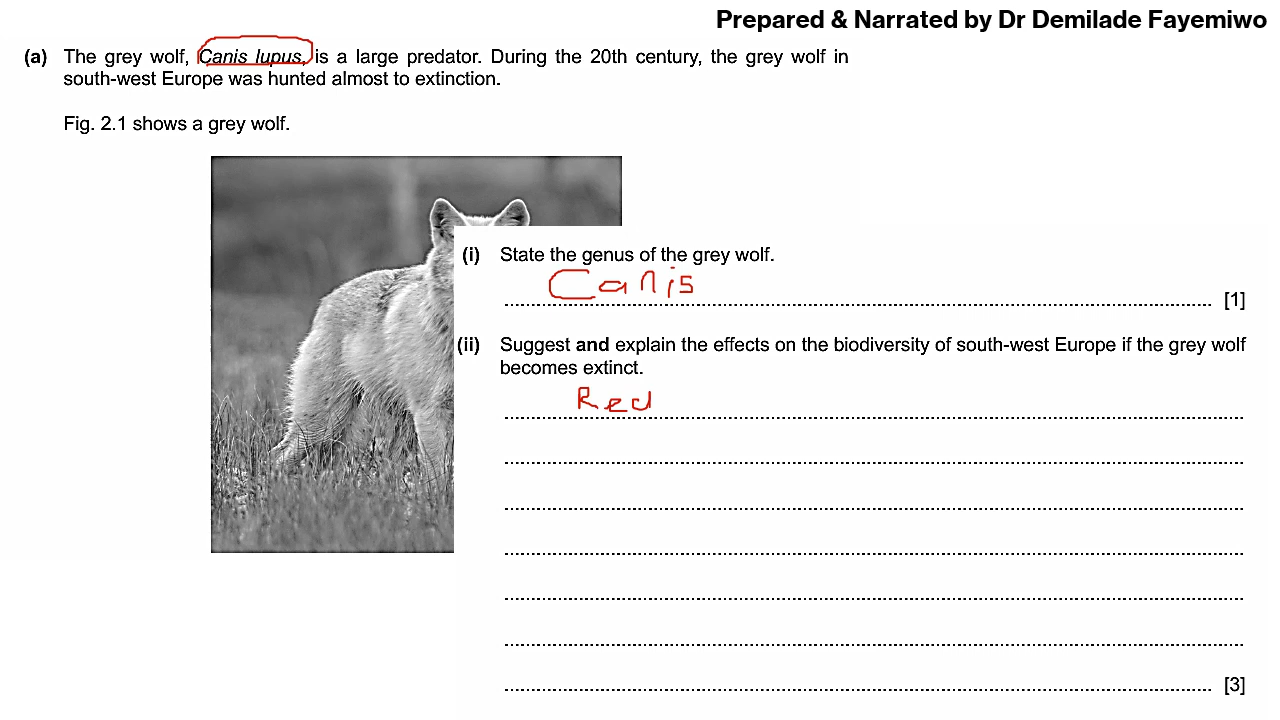 Prepared & Narrated by Dr Demilade Fayemiwo
(a) The grey wolf, Canis lupus, is a large predator. During the 20th century, the grey wolf in
south-west Europe was hunted almost to extinction.
Fig. 2.1 shows a grey wolf.
(i) State the genus of the grey wolf.
Canis
[1]
(ii) Suggest and explain the effects on the biodiversity of south-west Europe if the grey wolf
becomes extinct.
Red
[3]